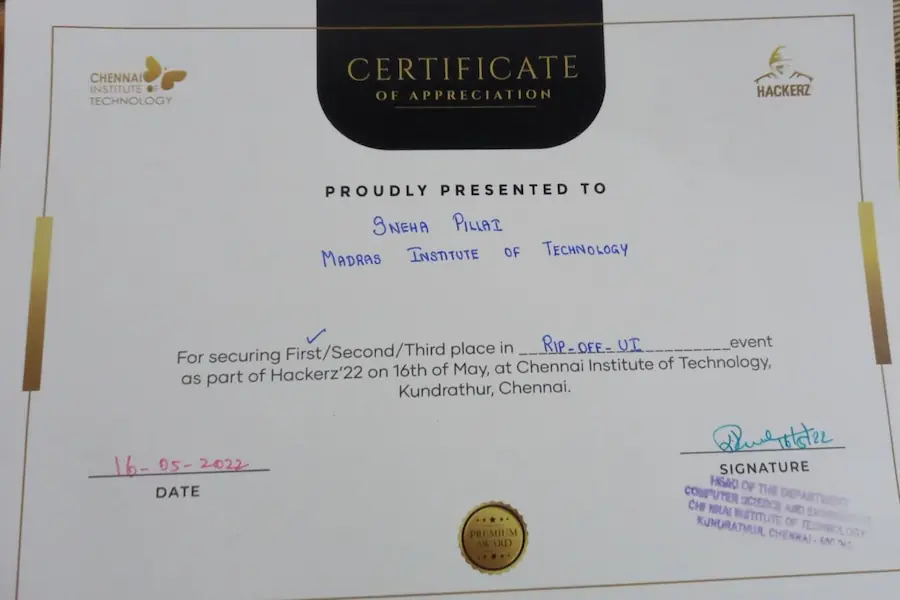 CHENNAI
INSTITUTE OF
TECHNOLOGY
CERTIFICATE
OF APPRECIATION
HACKERZ
PROUDLY PRESENTED TO
SNEHA PILLAI
MADRAS INSTITUTE OF TECHNOLOGY
For securing First/Second/Third place in RIP-OFF-UI event
as part of Hackerz'22 on 16th of May, at Chennai Institute of Technology,
Kundrathur, Chennai.
16-05-2022
DATE
16/5/22
SIGNATURE
HEAD OF THE DEPARTMENT
COMPUTER SCIENCE AND ENGINEERING
CHENNAI INSTITUTE OF TECHNOLOGY
KUNDRATHUR, CHENNAI -
PREMIUM
AWARD